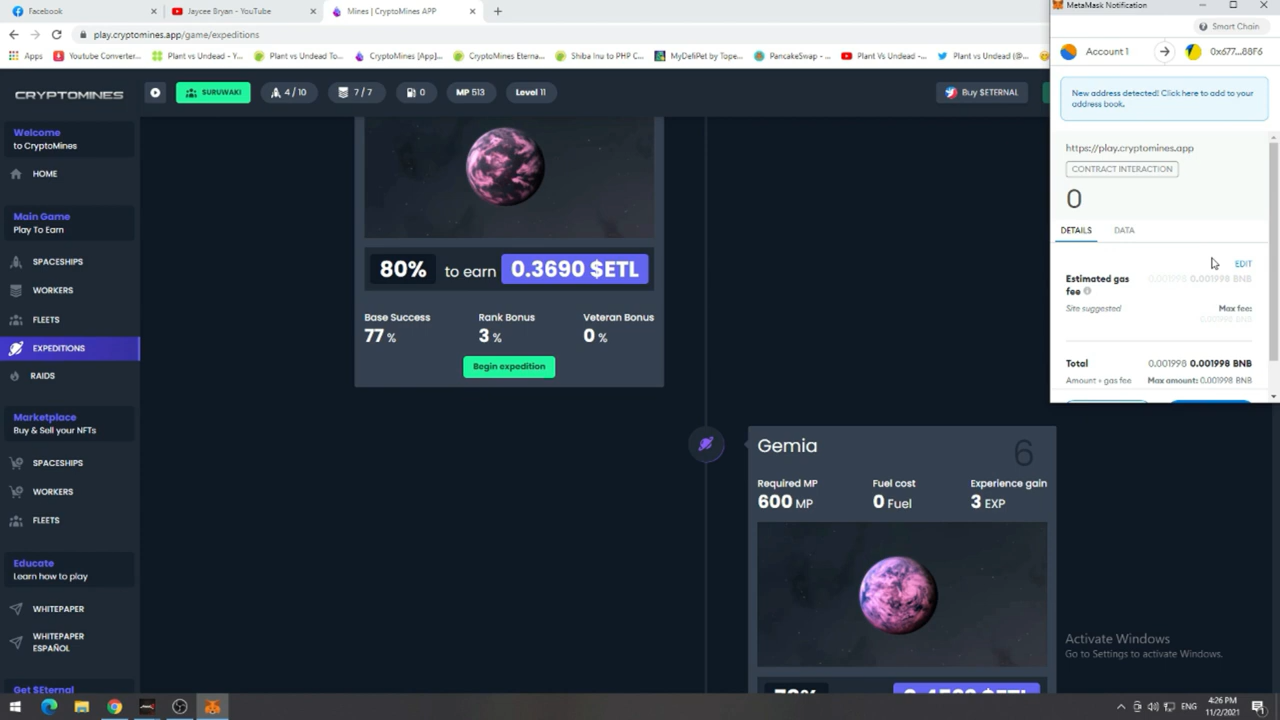 Facebook
Jaycee Bryan - YouTube
Mines | CryptoMines APP
play.cryptomines.app/game/expeditions
Apps
Youtube Converter...
Plant vs Undead - Y...
Plant vs Undead To...
CryptoMines [App]...
CryptoMines Eterna...
Shiba Inu to PHP C...
MyDeFiPet by Tope...
PancakeSwap - ...
Plant Vs Undead -...
Plant vs Undead (@...
CRYPTOMINES
SURUWAKI
4 / 10
7 / 7
0
MP 513
Level 11
Buy $ETERNAL
Welcome
to CryptoMines
HOME
Main Game
Play To Earn
SPACESHIPS
WORKERS
FLEETS
EXPEDITIONS
RAIDS
Marketplace
Buy & Sell your NFTs
SPACESHIPS
WORKERS
FLEETS
Educate
Learn how to play
WHITEPAPER
WHITEPAPER
ESPAÑOL
Get $Eternal
80% to earn 0.3690 $ETL
Base Success
Rank Bonus
Veteran Bonus
77 %
3 %
0 %
Begin expedition
Gemia
6
Required MP
Fuel cost
Experience gain
600 MP
0 Fuel
3 EXP
MetaMask Notification
Smart Chain
Account 1
0x677...88F6
New address detected! Click here to add to your
address book.
https://play.cryptomines.app
CONTRACT INTERACTION
0
DETAILS
DATA
EDIT
Estimated gas
fee
0.001998 0.001998 BNB
Site suggested
Max fee:
0.001998 BNB
Total
0.001998 0.001998 BNB
Amount + gas fee
Max amount: 0.001998 BNB
Activate Windows
Go to Settings to activate Windows.
ENG
4:26 PM
11/2/2021